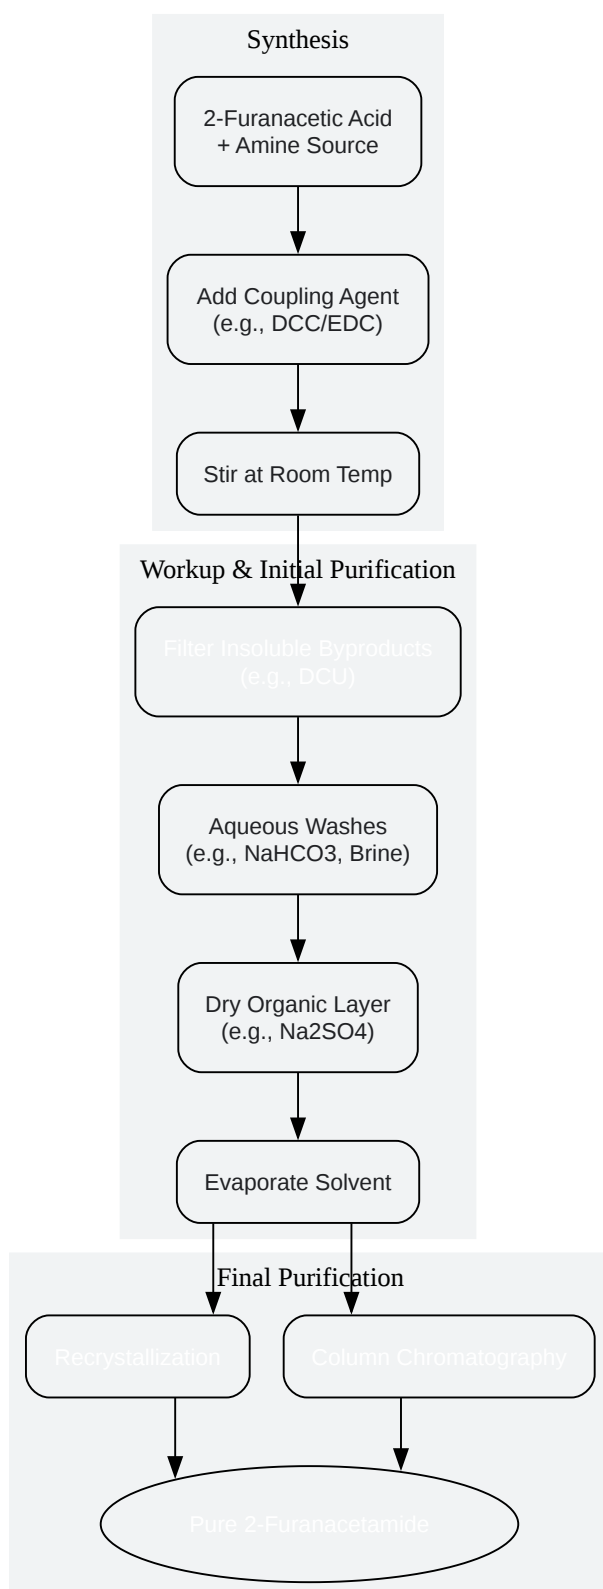 Synthesis
2-Furanacetic Acid
+ Amine Source
Add Coupling Agent
(e.g., DCC/EDC)
Stir at Room Temp
Workup & Initial Purification
Filter Insoluble Byproducts
(e.g., DCU)
Aqueous Washes
(e.g., NaHCO3, Brine)
Dry Organic Layer
(e.g., Na2SO4)
Evaporate Solvent
Final Purification
Recrystallization
Column Chromatography
Pure 2-Furanacetamide